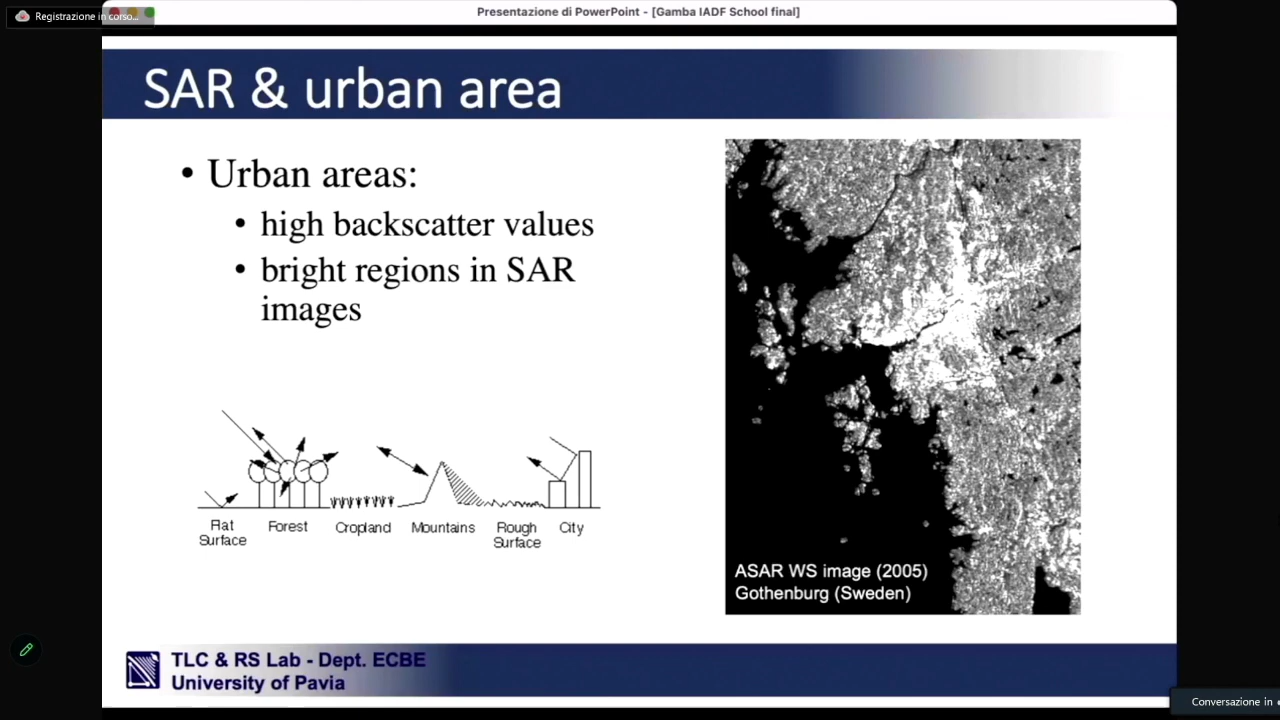 Registrazione in corso...
Presentazione di PowerPoint - [Gamba IADF School final]
SAR & urban area
• Urban areas:
• high backscatter values
• bright regions in SAR
images
Flat
Surface
Forest
Cropland
Mountains
Rough
Surface
City
ASAR WS image (2005)
Gothenburg (Sweden)
TLC & RS Lab - Dept. ECBE
University of Pavia
Conversazione in